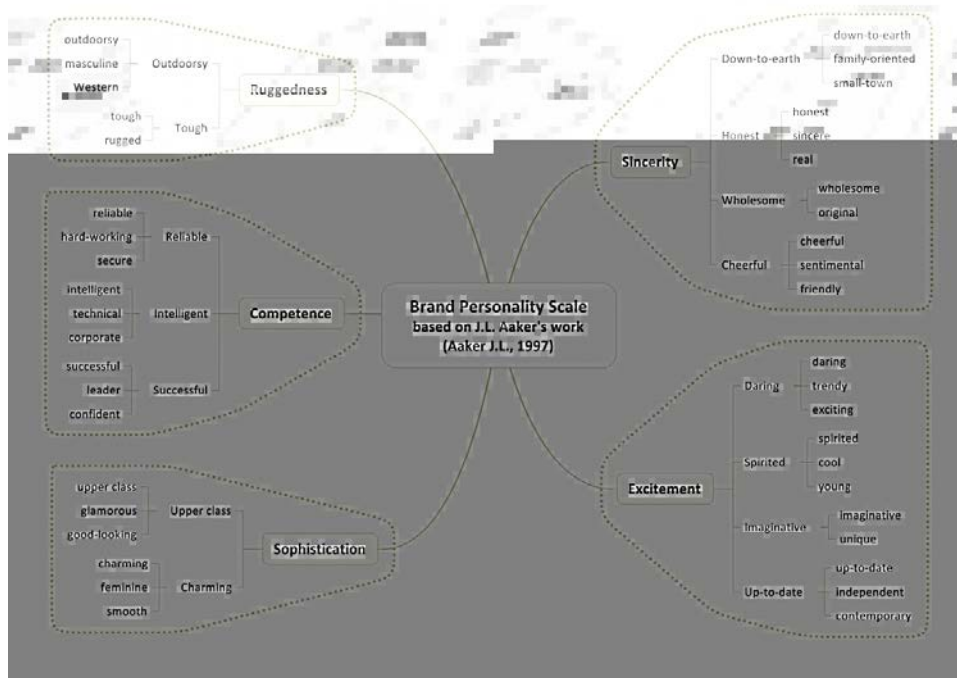 Brand Personality Scale
based on J.L. Aaker's work
(Aaker J.L., 1997)
Ruggedness
Outdoorsy
outdoorsy
masculine
Western
Tough
tough
rugged
Competence
Reliable
reliable
hard-working
secure
Intelligent
intelligent
technical
corporate
Successful
successful
leader
confident
Sophistication
Upper class
upper class
glamorous
good-looking
Charming
charming
feminine
smooth
Sincerity
Down-to-earth
down-to-earth
family-oriented
small-town
Honest
honest
sincere
real
Wholesome
wholesome
original
Cheerful
cheerful
sentimental
friendly
Excitement
Daring
daring
trendy
exciting
Spirited
spirited
cool
young
Imaginative
imaginative
unique
Up-to-date
up-to-date
independent
contemporary